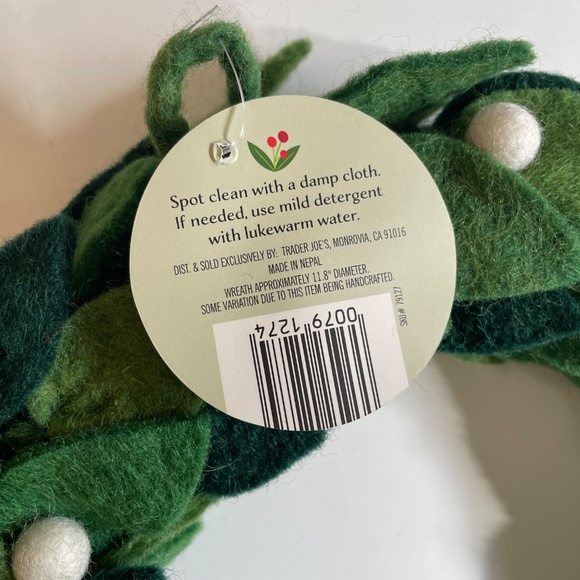 Spot clean with a damp cloth.
If needed, use mild detergent
with lukewarm water.
DIST. & SOLD EXCLUSIVELY BY: TRADER JOE'S, MONROVIA, CA 91016
MADE IN NEPAL
WREATH APPROXIMATELY 11.8" DIAMETER.
SOME VARIATION DUE TO THIS ITEM BEING HANDCRAFTED.
SKU# 79127
0079 1274